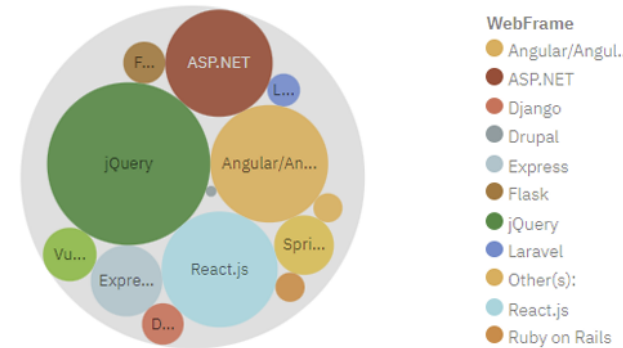 F...
ASP.NET
L...
jQuery
Angular/An...
Vu...
Spri...
Expre...
React.js
D...
WebFrame
Angular/Angul.
ASP.NET
Django
Drupal
Express
Flask
jQuery
Laravel
Other(s):
React.js
Ruby on Rails